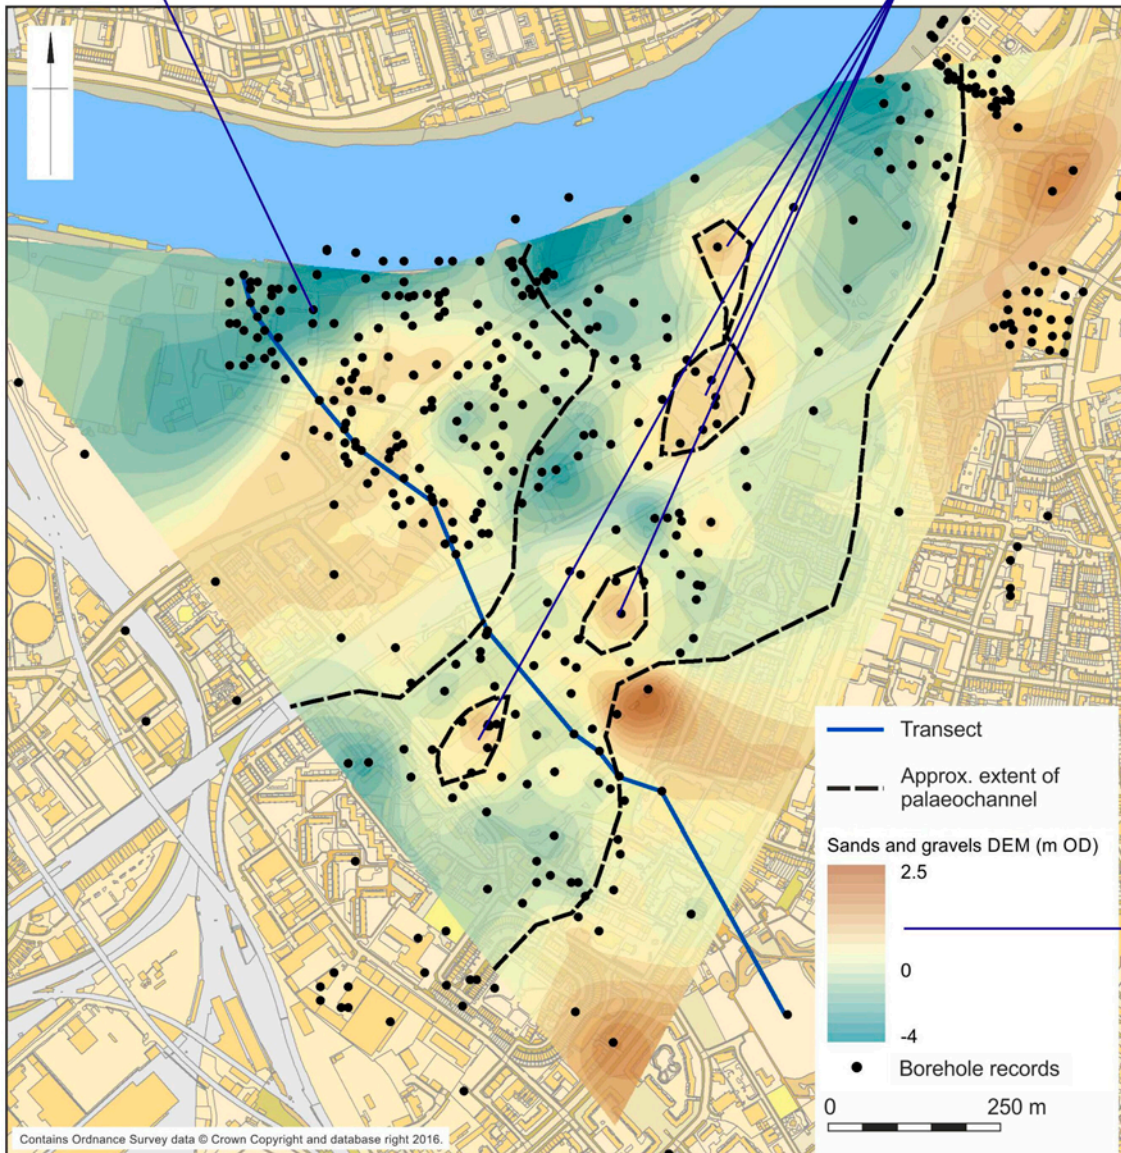 Transect
Approx. extent of
palaeochannel
Sands and gravels DEM (m OD)
2.5
0
-4
Borehole records
0 250 m
Contains Ordnance Survey data © Crown Copyright and database right 2016.